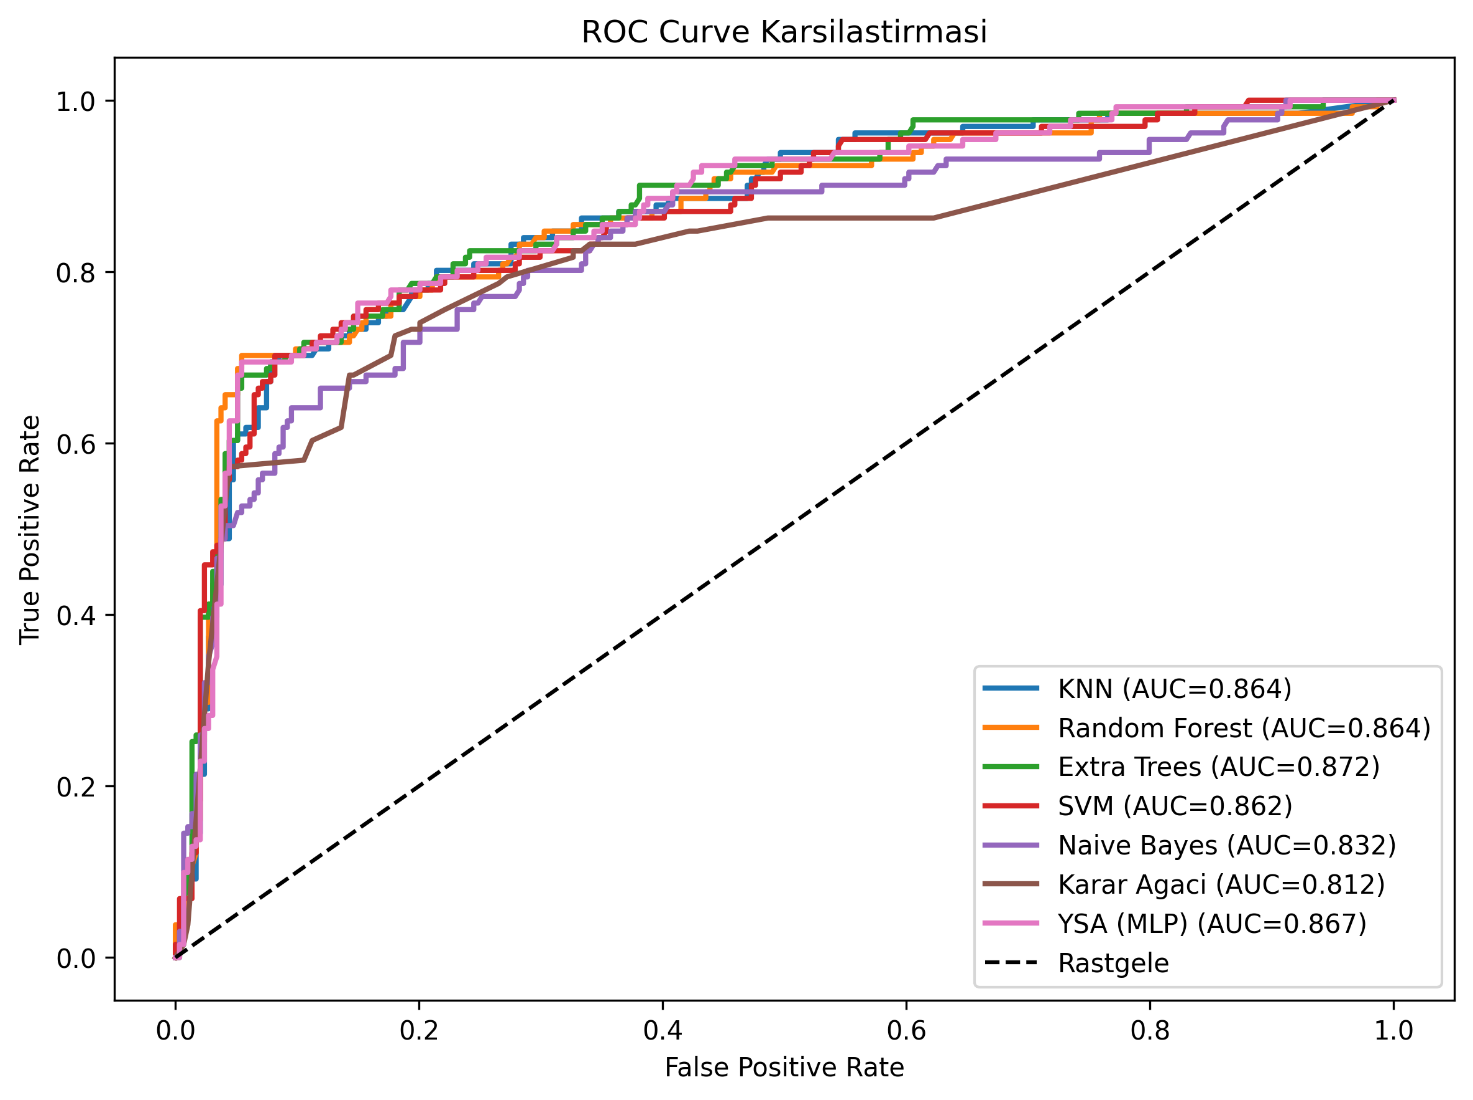 ROC Curve Karsilastirmasi
True Positive Rate
1.0
0.8
0.6
0.4
0.2
0.0
KNN (AUC=0.864)
Random Forest (AUC=0.864)
Extra Trees (AUC=0.872)
SVM (AUC=0.862)
Naive Bayes (AUC=0.832)
Karar Agaci (AUC=0.812)
YSA (MLP) (AUC=0.867)
Rastgele
0.0 0.2 0.4 0.6 0.8 1.0
False Positive Rate